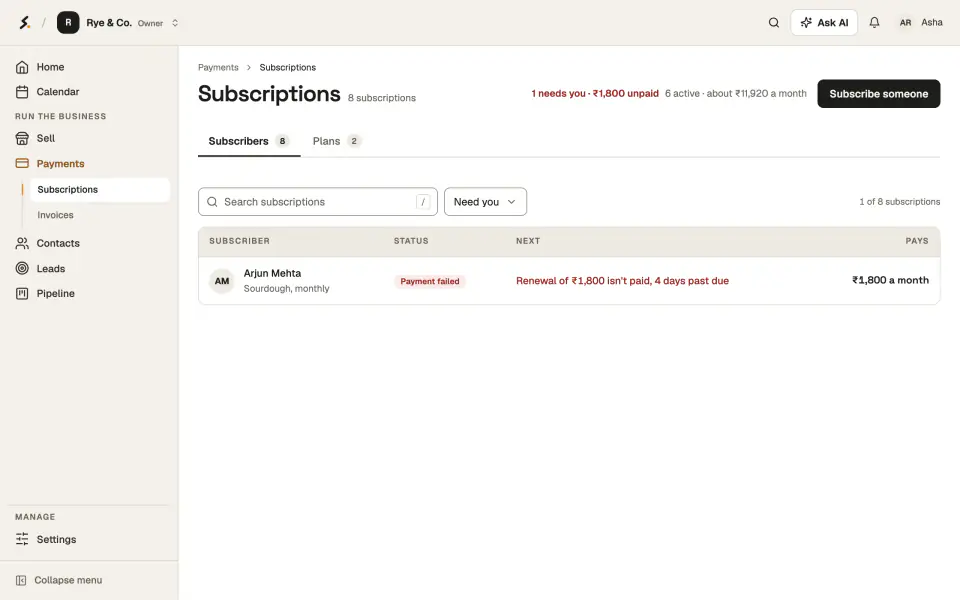 / R Rye & Co. Owner
Ask AI
AR Asha
Home
Calendar
RUN THE BUSINESS
Sell
Payments
Subscriptions
Invoices
Contacts
Leads
Pipeline
MANAGE
Settings
Collapse menu
Payments > Subscriptions
Subscriptions 8 subscriptions
1 needs you · ₹1,800 unpaid 6 active · about ₹11,920 a month
Subscribe someone
Subscribers 8 Plans 2
Search subscriptions /
Need you
1 of 8 subscriptions
SUBSCRIBER STATUS NEXT PAYS
AM Arjun Mehta
Sourdough, monthly
Payment failed
Renewal of ₹1,800 isn't paid, 4 days past due
₹1,800 a month